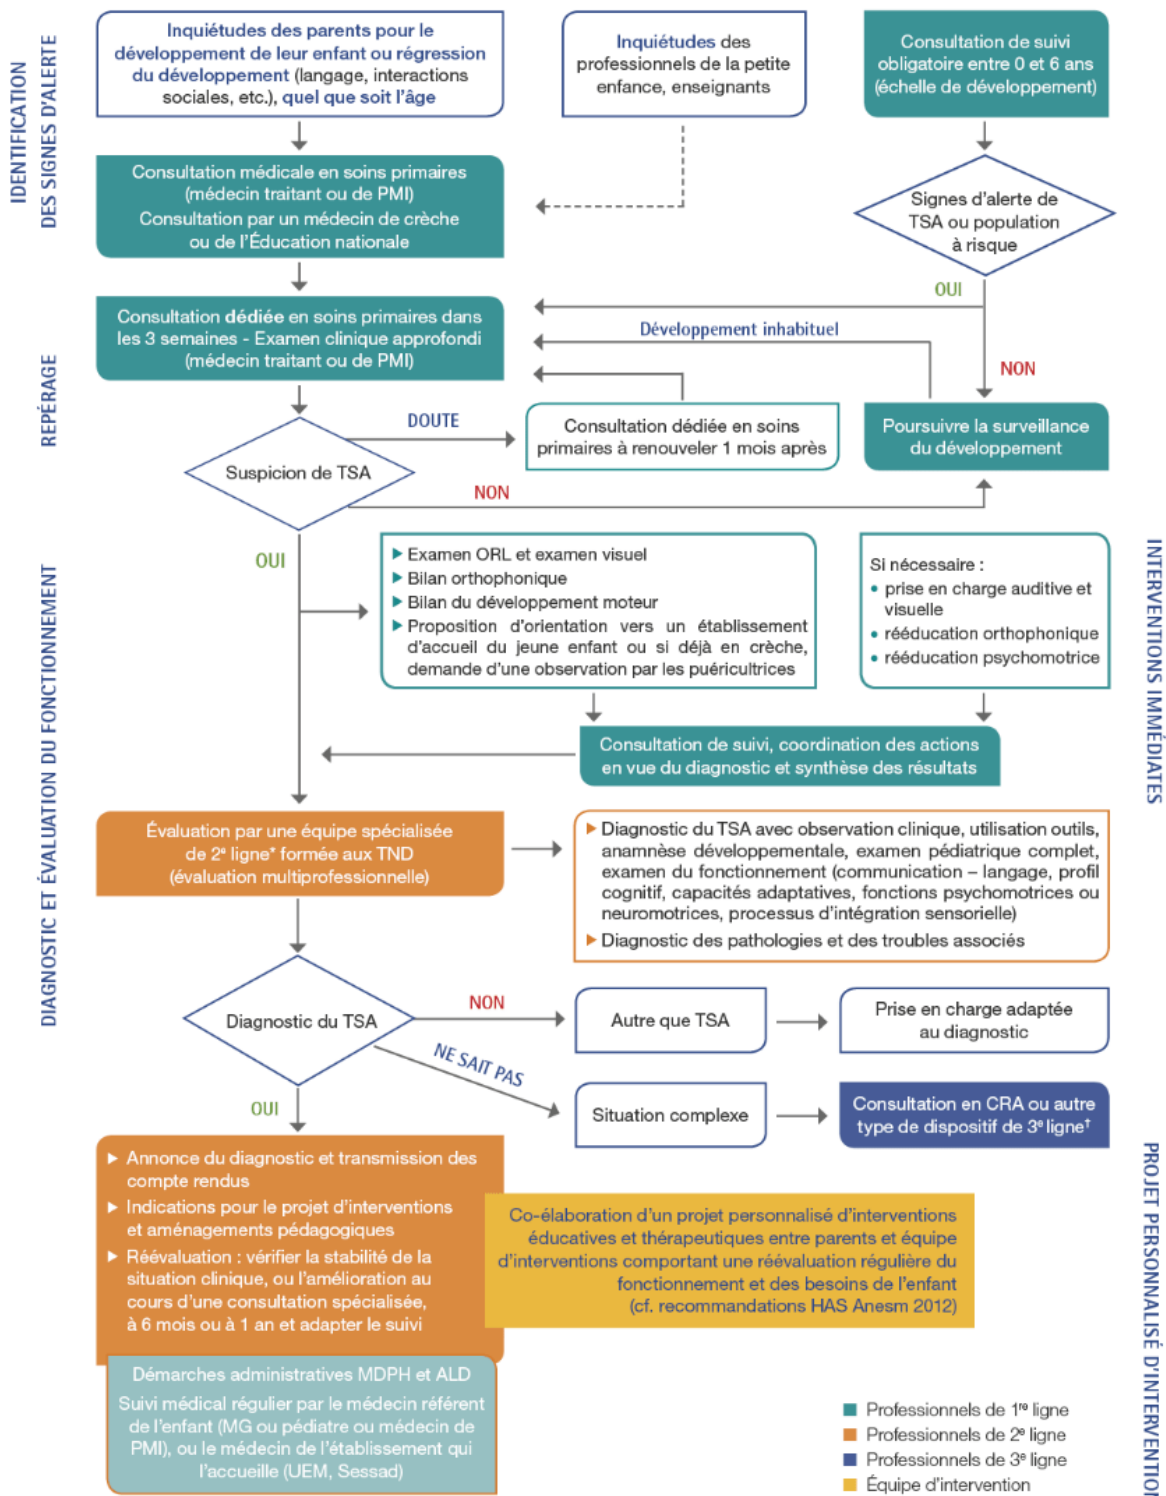 IDENTIFICATION
DES SIGNES D'ALERTE
Inquiétudes des parents pour le
développement de leur enfant ou régression
du développement (langage, interactions
sociales, etc.), quel que soit l'âge
Inquiétudes des
professionnels de la petite
enfance, enseignants
Consultation de suivi
obligatoire entre 0 et 6 ans
(échelle de développement)
Consultation médicale en soins primaires
(médecin traitant ou de PMI)
Consultation par un médecin de crèche
ou de l'Éducation nationale
Signes d'alerte de
TSA ou population
à risque
OUI
NON
REPÉRAGE
Consultation dédiée en soins primaires dans
les 3 semaines - Examen clinique approfondi
(médecin traitant ou de PMI)
Développement inhabituel
DOUTE
Consultation dédiée en soins
primaires à renouveler 1 mois après
Poursuivre la surveillance
du développement
Suspicion de TSA
NON
OUI
DIAGNOSTIC ET ÉVALUATION DU FONCTIONNEMENT
▶ Examen ORL et examen visuel
▶ Bilan orthophonique
▶ Bilan du développement moteur
▶ Proposition d'orientation vers un établissement
d'accueil du jeune enfant ou si déjà en crèche,
demande d'une observation par les puéricultrices
Si nécessaire :
• prise en charge auditive et
visuelle
• rééducation orthophonique
• rééducation psychomotrice
INTERVENTIONS IMMÉDIATES
Consultation de suivi, coordination des actions
en vue du diagnostic et synthèse des résultats
Évaluation par une équipe spécialisée
de 2e ligne* formée aux TND
(évaluation multiprofessionnelle)
▶ Diagnostic du TSA avec observation clinique, utilisation outils,
anamnèse développementale, examen pédiatrique complet,
examen du fonctionnement (communication – langage, profil
cognitif, capacités adaptatives, fonctions psychomotrices ou
neuromotrices, processus d'intégration sensorielle)
▶ Diagnostic des pathologies et des troubles associés
Diagnostic du TSA
NON
Autre que TSA
Prise en charge adaptée
au diagnostic
NE SAIT PAS
Situation complexe
Consultation en CRA ou autre
type de dispositif de 3e ligne†
OUI
▶ Annonce du diagnostic et transmission des
compte rendus
▶ Indications pour le projet d'interventions
et aménagements pédagogiques
▶ Réévaluation : vérifier la stabilité de la
situation clinique, ou l'amélioration au
cours d'une consultation spécialisée,
à 6 mois ou à 1 an et adapter le suivi
Co-élaboration d'un projet personnalisé d'interventions
éducatives et thérapeutiques entre parents et équipe
d'interventions comportant une réévaluation régulière du
fonctionnement et des besoins de l'enfant
(cf. recommandations HAS Anesm 2012)
PROJET PERSONNALISÉ D'INTERVENTION
Démarches administratives MDPH et ALD
Suivi médical régulier par le médecin référent
de l'enfant (MG ou pédiatre ou médecin de
PMI), ou le médecin de l'établissement qui
l'accueille (UEM, Sessad)
Professionnels de 1re ligne
Professionnels de 2e ligne
Professionnels de 3e ligne
Équipe d'intervention